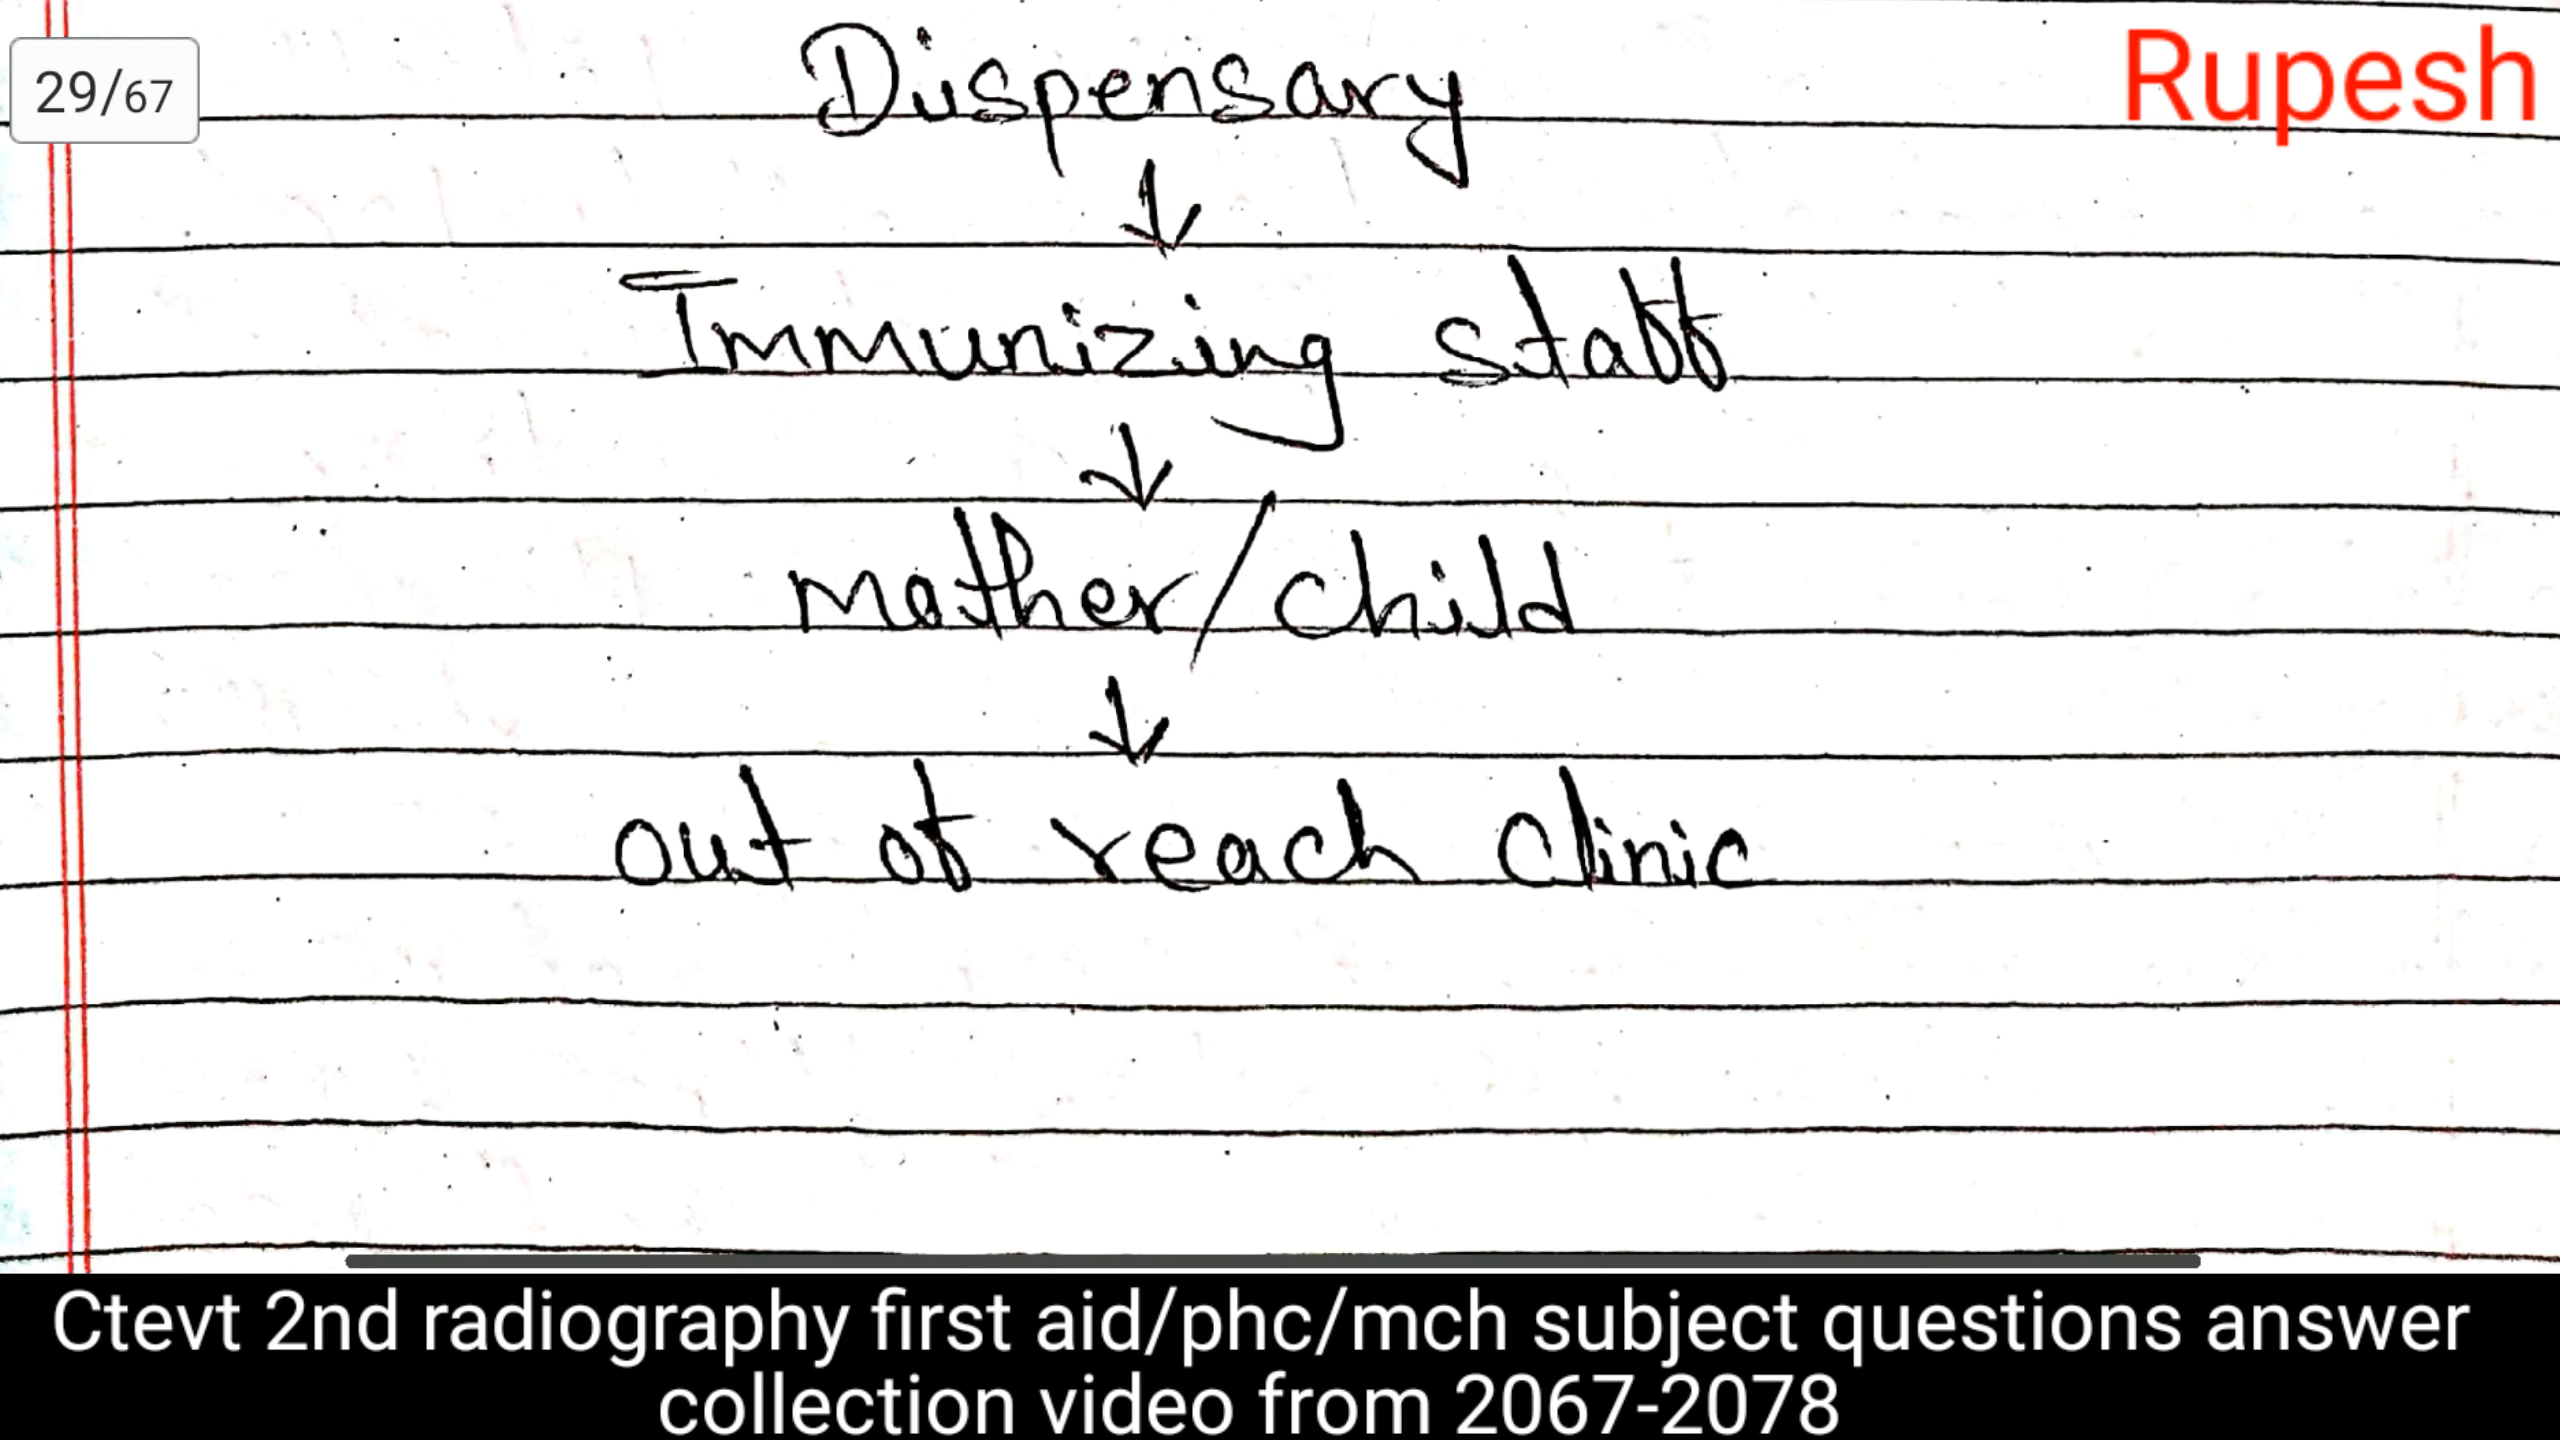 29/67
Rupesh
Dispensary
↓
Immunizing staff
↓
mother/child
↓
out of reach clinic
Ctevt 2nd radiography first aid/phc/mch subject questions answer
collection video from 2067-2078